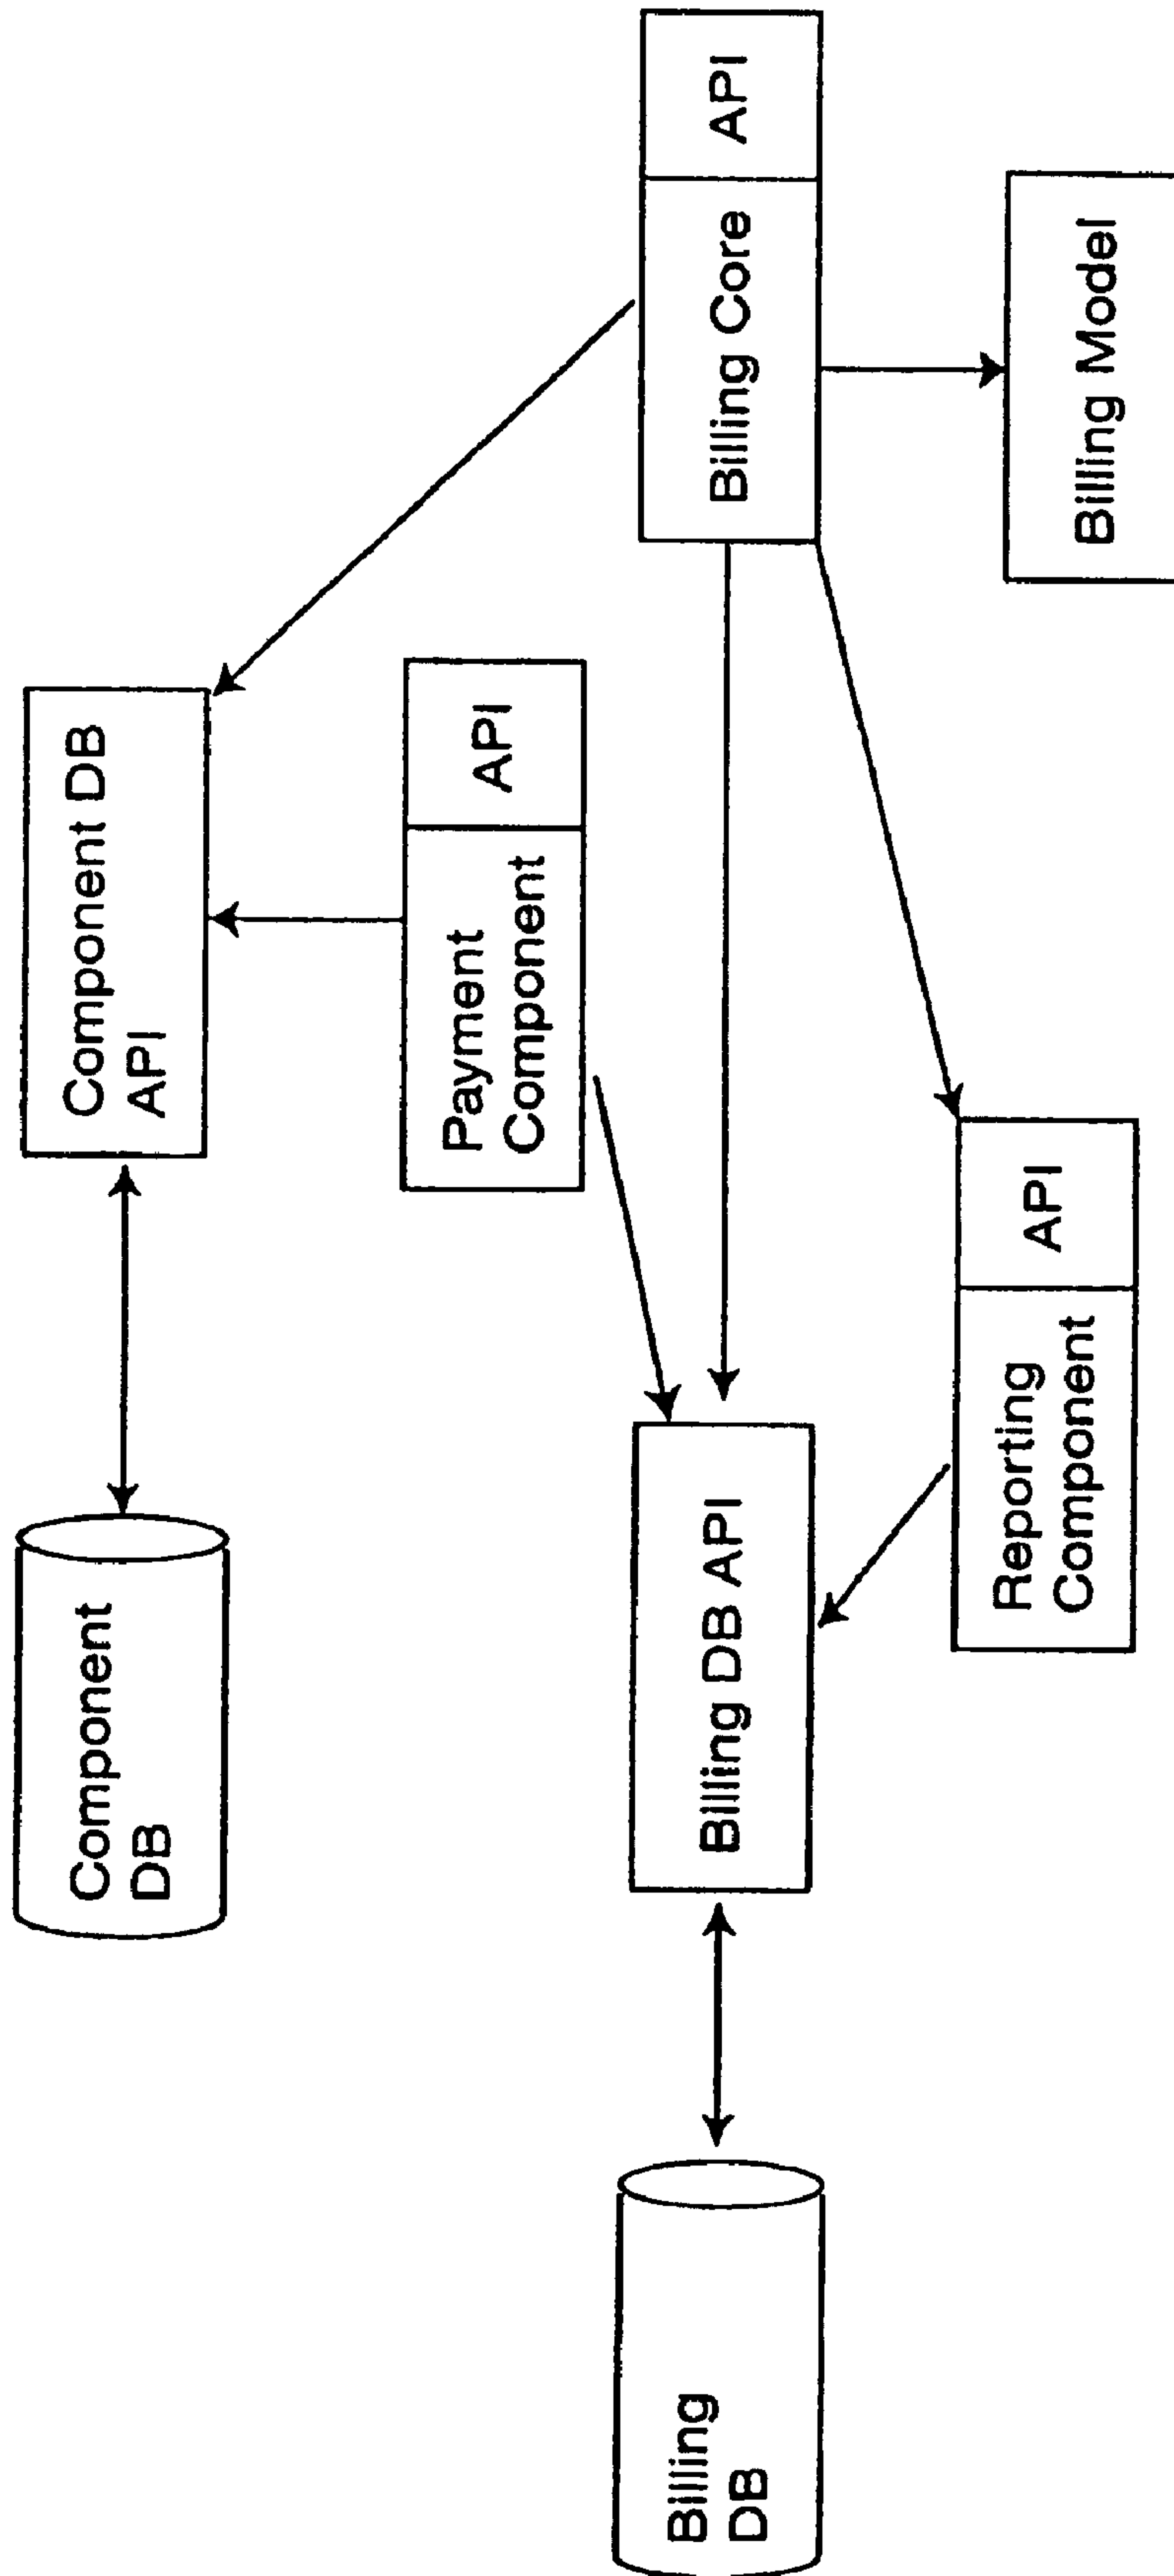 Component
DB
Component DB
API
Payment
Component
API
Billing
DB
Billing DB API
Billing Core
API
Reporting
Component
API
Billing Model